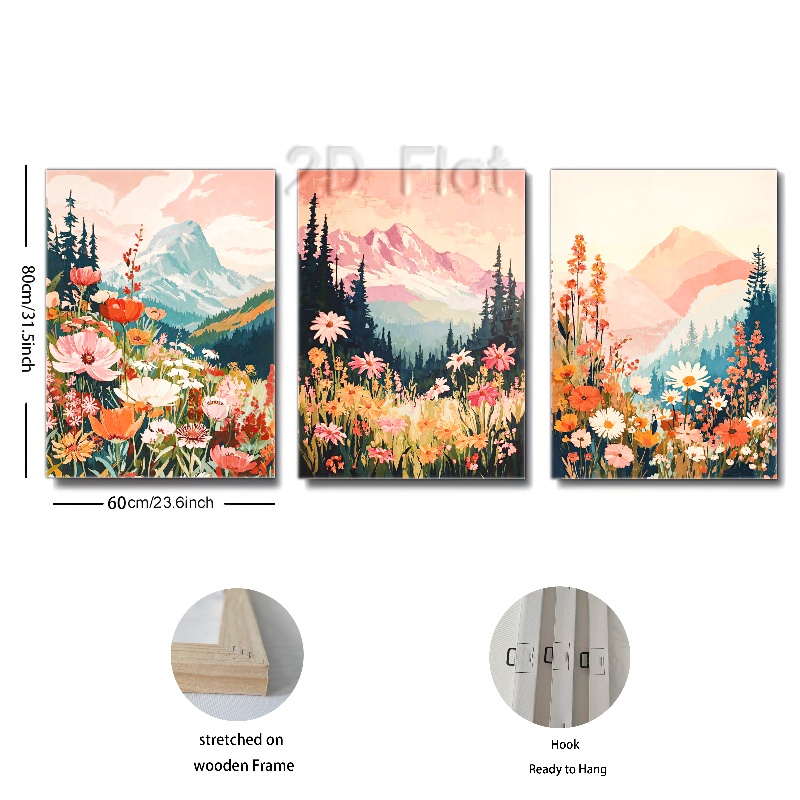 2D Flat
80cm/31.5inch
60cm/23.6inch
stretched on
wooden Frame
Hook
Ready to Hang